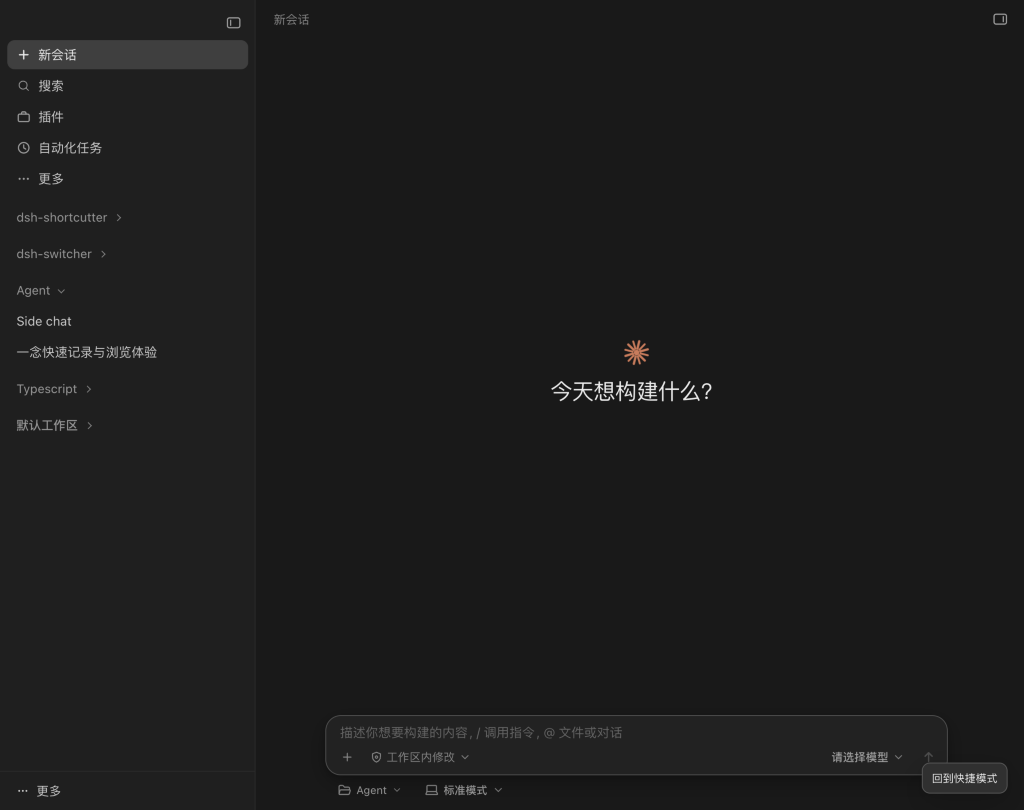 新会话
新会话
搜索
插件
自动化任务
更多
dsh-shortcutter
dsh-switcher
Agent
Side chat
一念快速记录与浏览体验
Typescript
默认工作区
更多
今天想构建什么?
描述你想要构建的内容, / 调用指令, @ 文件或对话
工作区内修改 请选择模型
Agent 标准模式
回到快捷模式